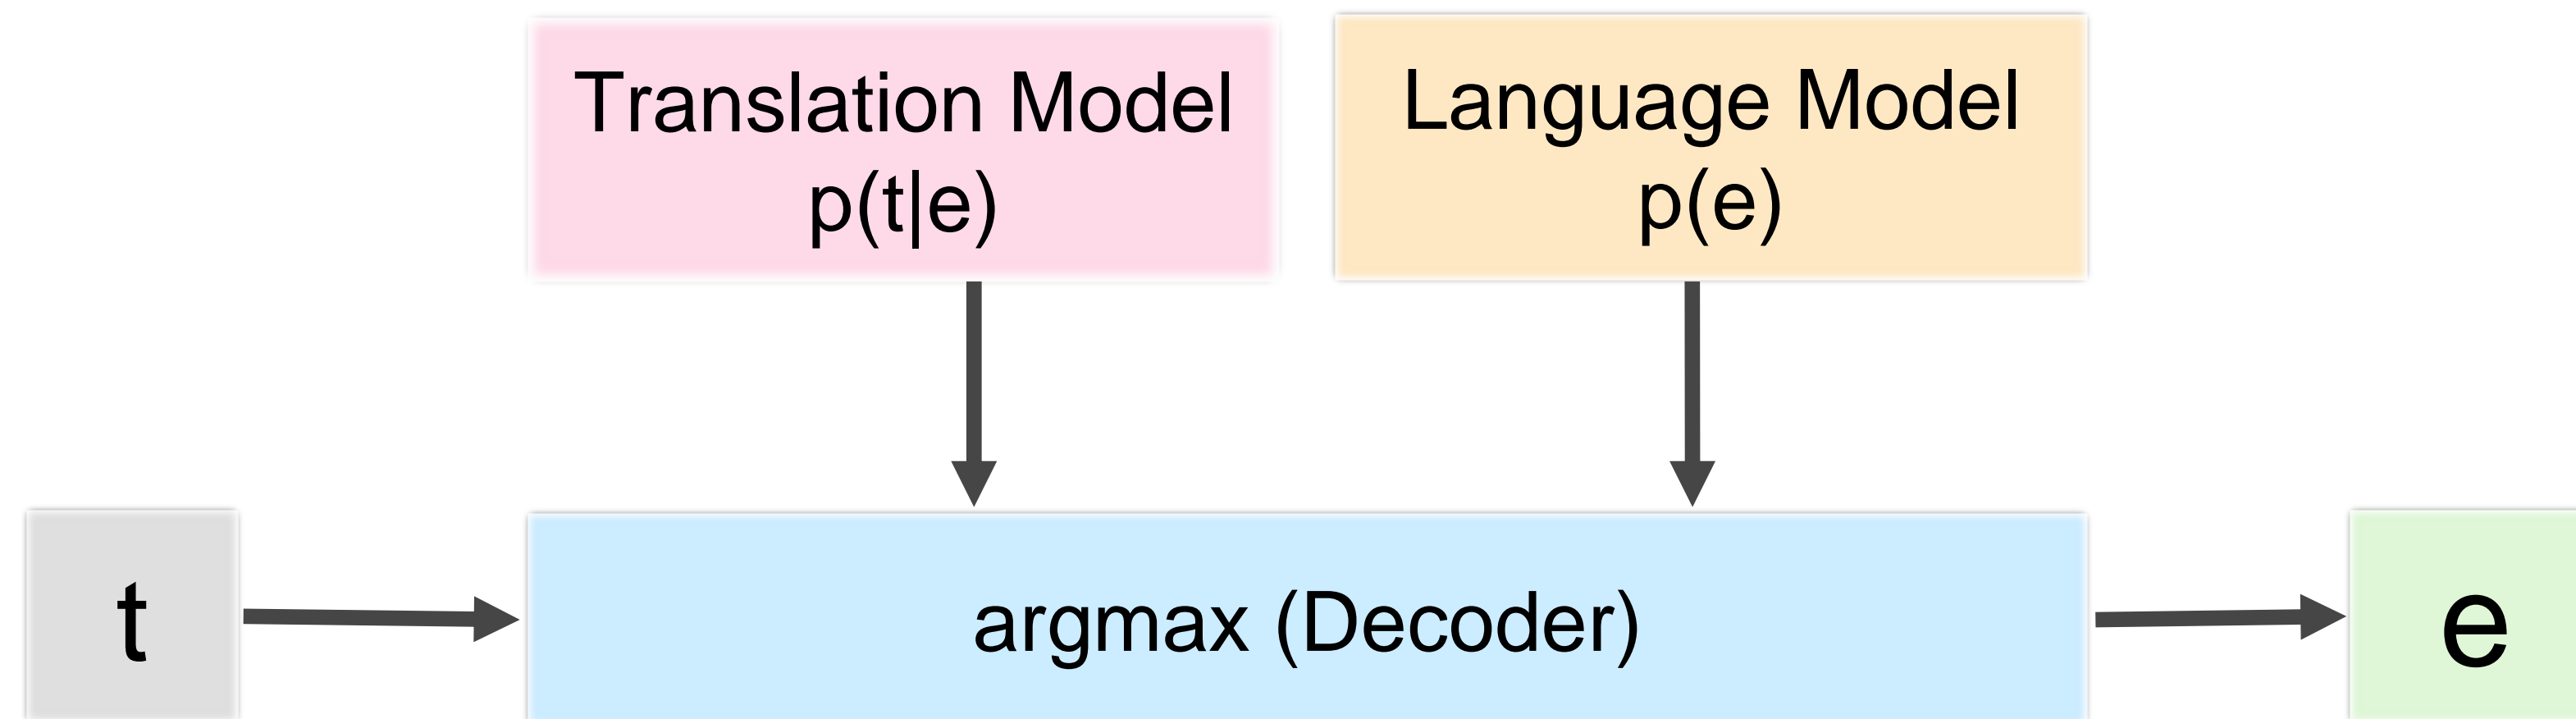 Translation Model
p(t|e)
Language Model
p(e)
t
argmax (Decoder)
e